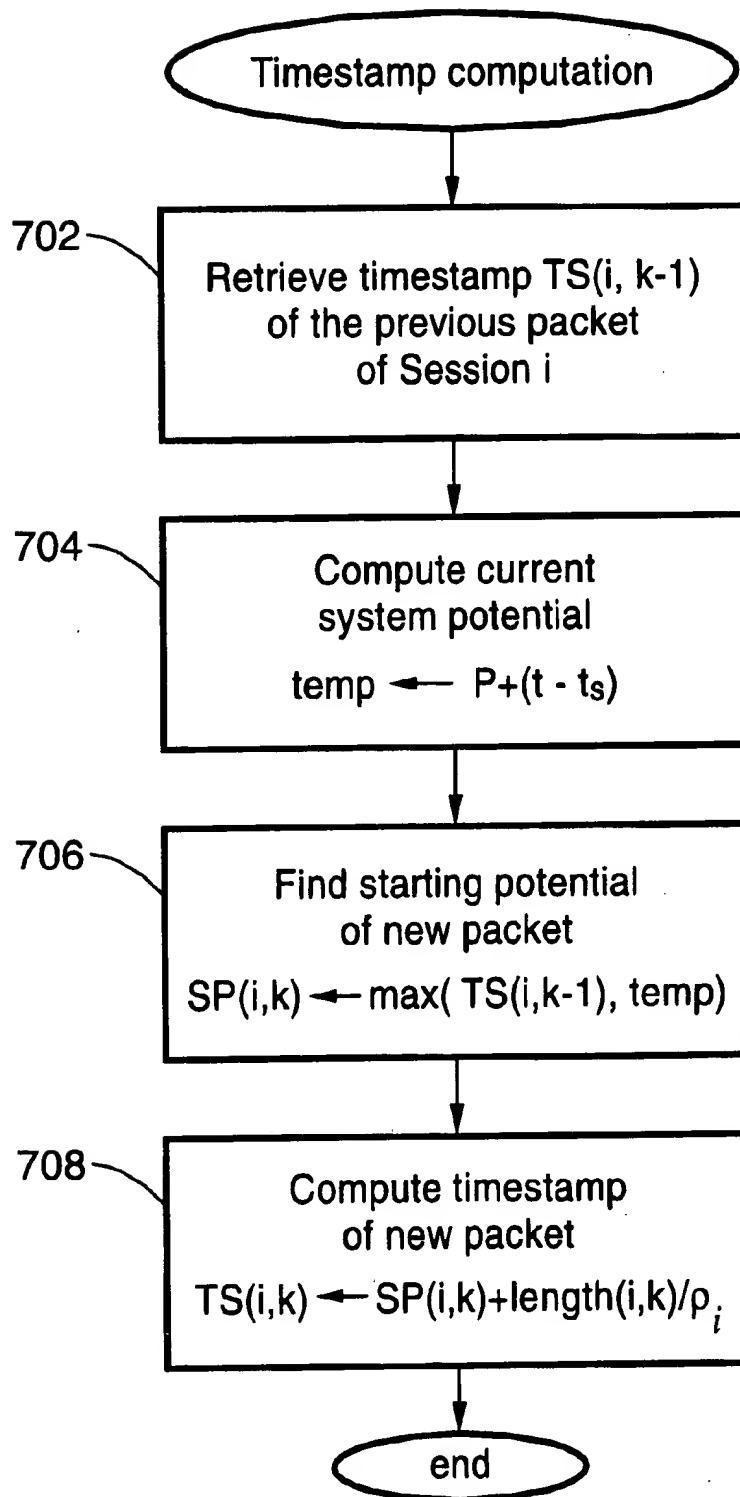 Timestamp computation
702
Retrieve timestamp TS(i, k-1)
of the previous packet
of Session i
704
Compute current
system potential
temp ← P+(t - ts)
706
Find starting potential
of new packet
SP(i,k) ← max( TS(i,k-1), temp)
708
Compute timestamp
of new packet
TS(i,k) ← SP(i,k)+length(i,k)/ρi
end